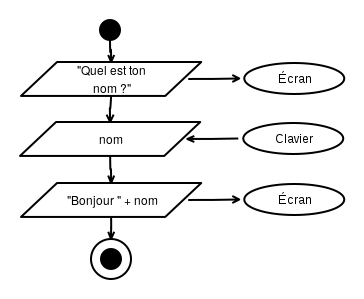 "Quel est ton
nom ?"
Écran
nom
Clavier
"Bonjour " + nom
Écran